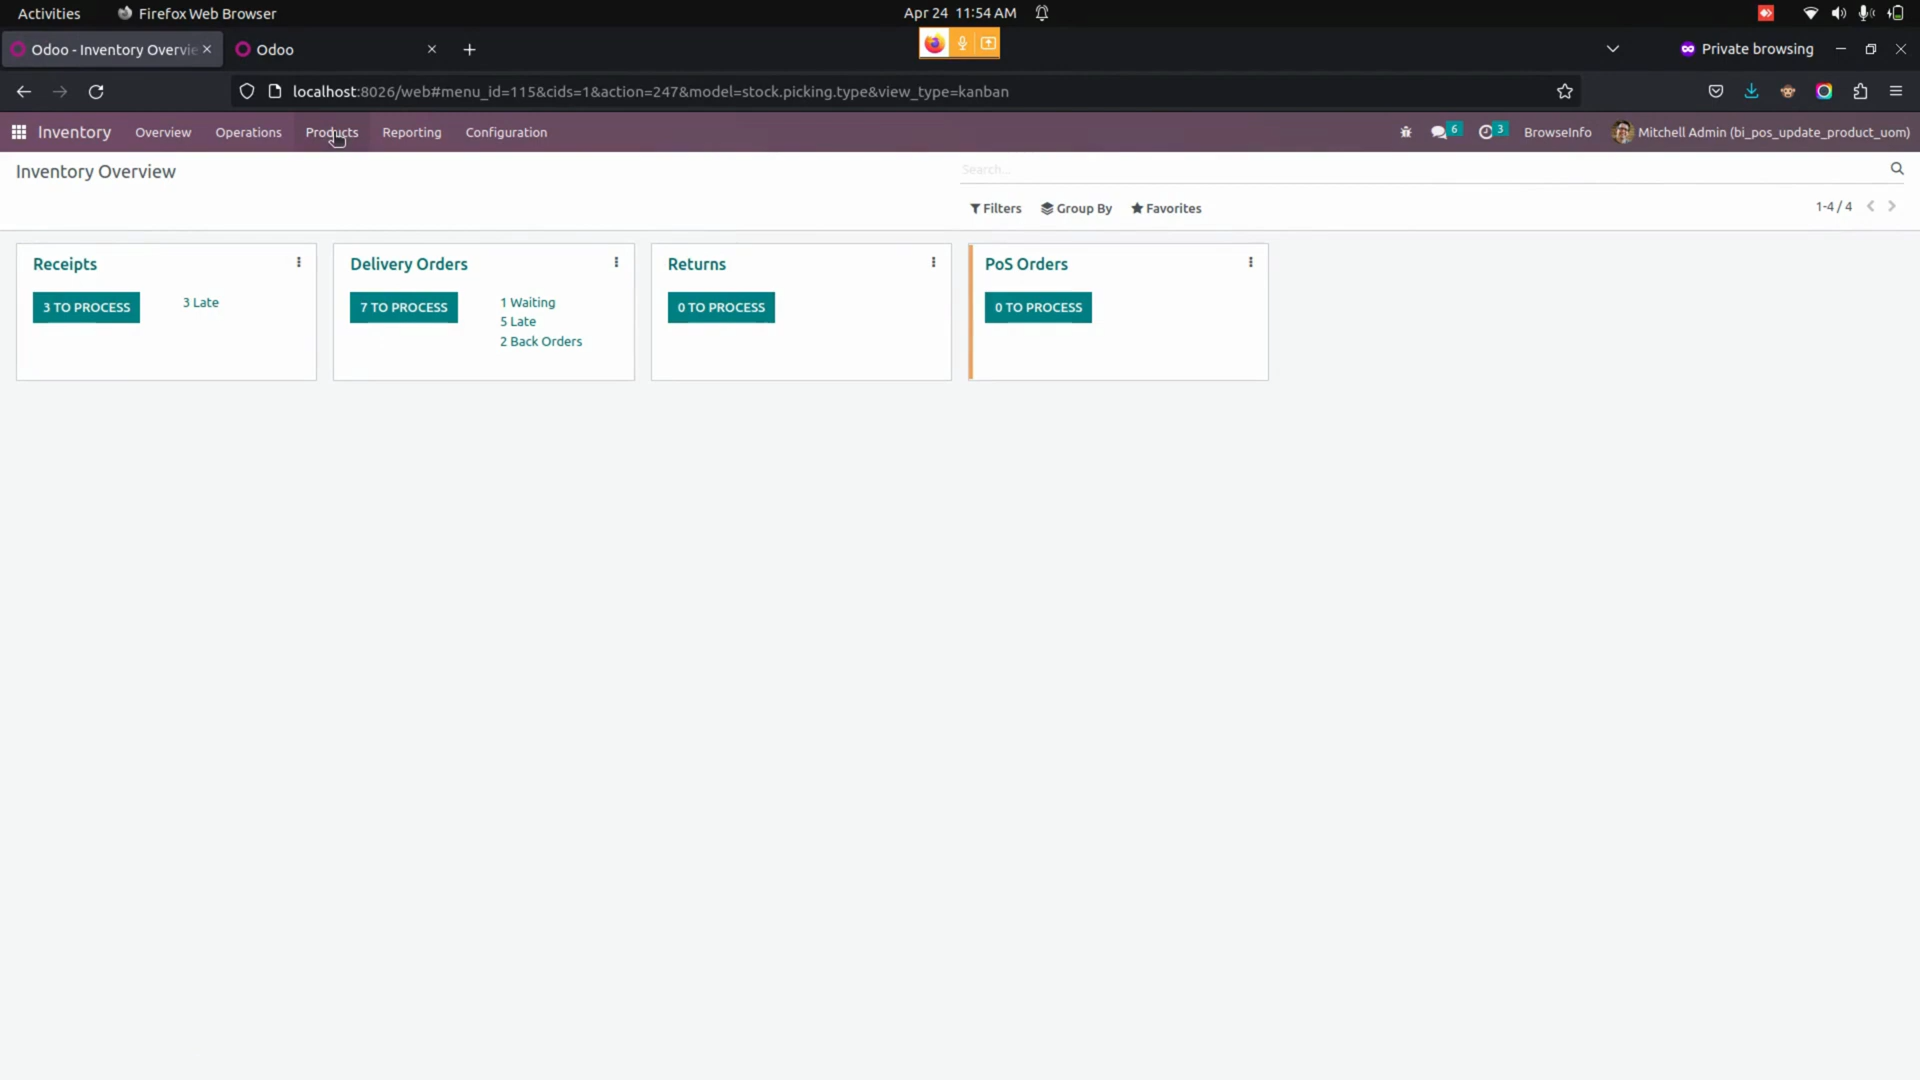 Activities Firefox Web Browser Apr 24 11:54 AM
Odoo - Inventory Overvie Odoo Private browsing
localhost:8026/web#menu_id=115&cids=1&action=247&model=stock.picking.type&view_type=kanban
Inventory Overview Operations Products Reporting Configuration 6 3 BrowseInfo Mitchell Admin (bi_pos_update_product_uom)
Inventory Overview Search...
Filters Group By Favorites 1-4 / 4
Receipts Delivery Orders Returns PoS Orders
3 TO PROCESS 3 Late 7 TO PROCESS 1 Waiting 0 TO PROCESS 0 TO PROCESS
5 Late
2 Back Orders